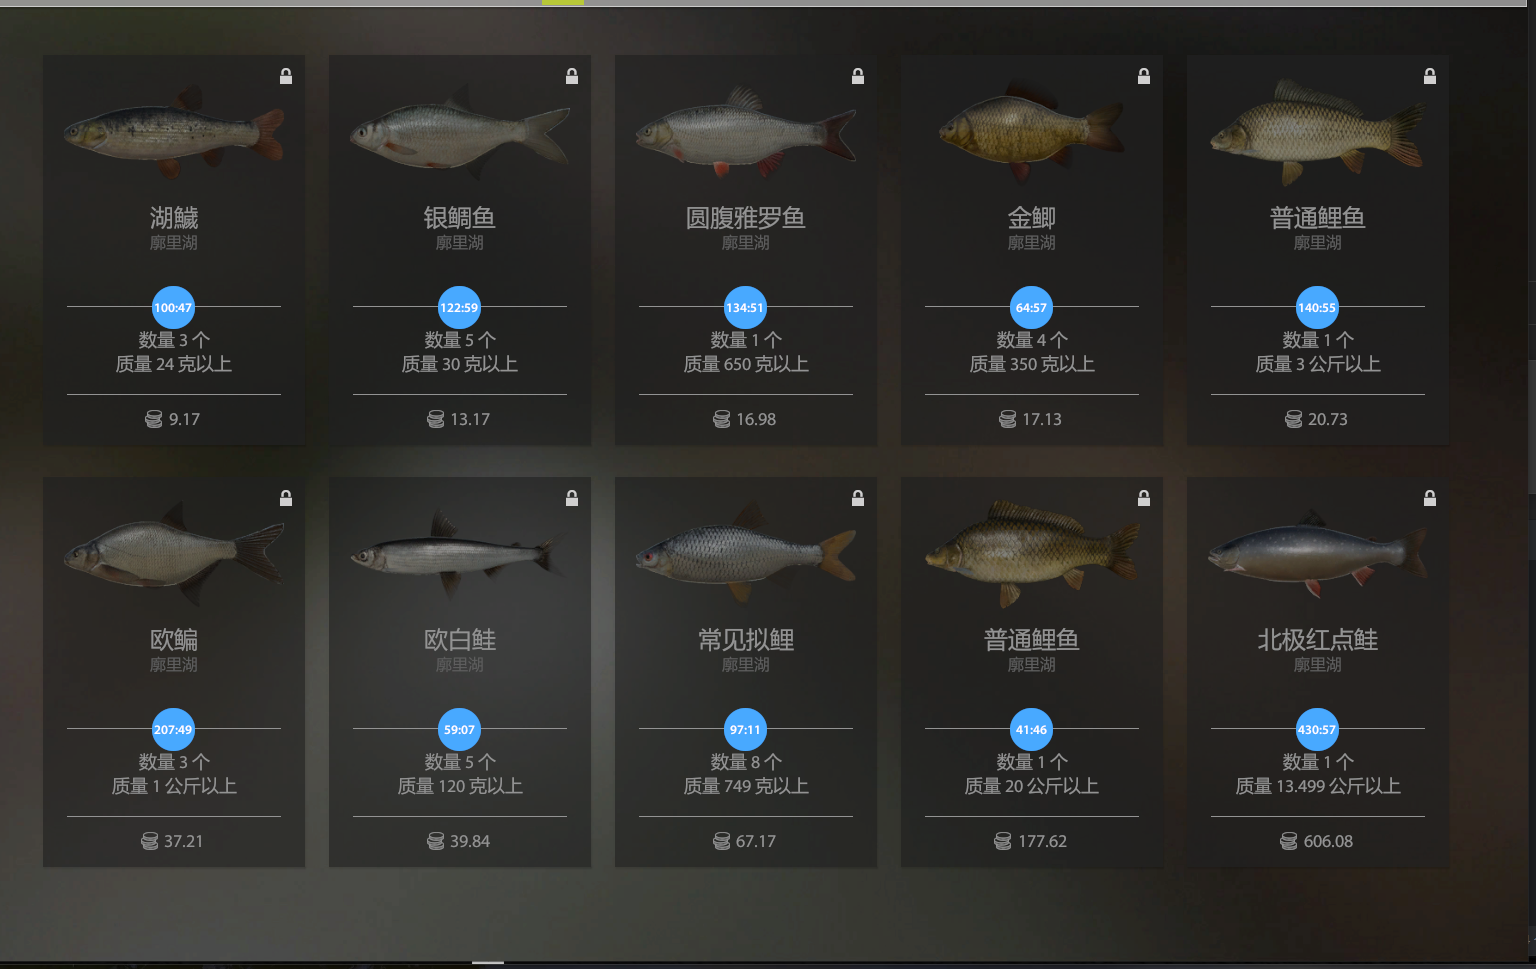 湖鱥
廓里湖
100:47
数量 3 个
质量 24 克以上
9.17
银鲷鱼
廓里湖
122:59
数量 5 个
质量 30 克以上
13.17
圆腹雅罗鱼
廓里湖
134:51
数量 1 个
质量 650 克以上
16.98
金鲫
廓里湖
64:57
数量 4 个
质量 350 克以上
17.13
普通鲤鱼
廓里湖
140:55
数量 1 个
质量 3 公斤以上
20.73
欧鳊
廓里湖
207:49
数量 3 个
质量 1 公斤以上
37.21
欧白鲑
廓里湖
59:07
数量 5 个
质量 120 克以上
39.84
常见拟鲤
廓里湖
97:11
数量 8 个
质量 749 克以上
67.17
普通鲤鱼
廓里湖
41:46
数量 1 个
质量 20 公斤以上
177.62
北极红点鲑
廓里湖
430:57
数量 1 个
质量 13.499 公斤以上
606.08